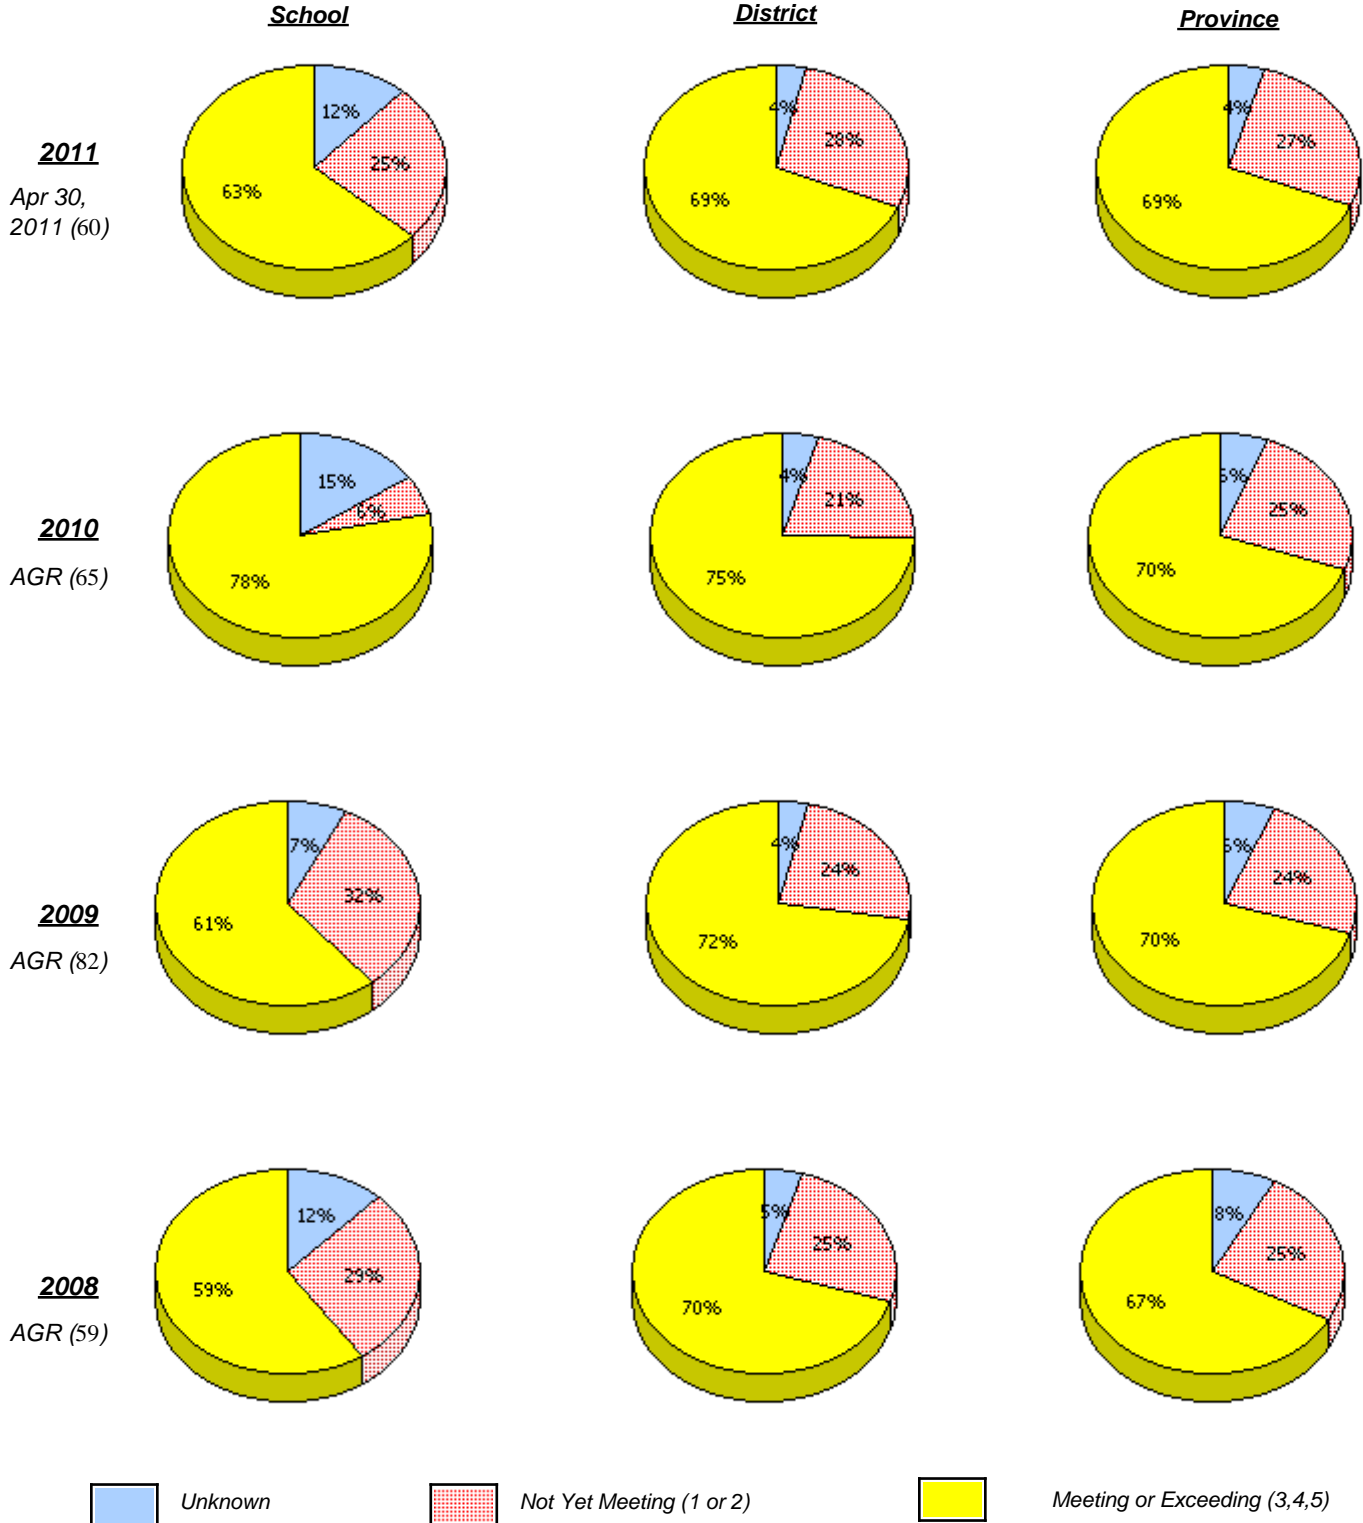 School District Province
12% 4% 4%
2011 25% 28% 27%
Apr 30, 63% 69% 69%
2011 (60)
15% 4%
2010 6% 21% 25%
AGR (65) 78% 75% 70%
7% 4%
32% 24% 24%
2009 61% 72% 70%
AGR (82)
12% 5% 8%
29% 25% 25%
2008 59% 70% 67%
AGR (59)
Unknown Not Yet Meeting (1 or 2) Meeting or Exceeding (3,4,5)